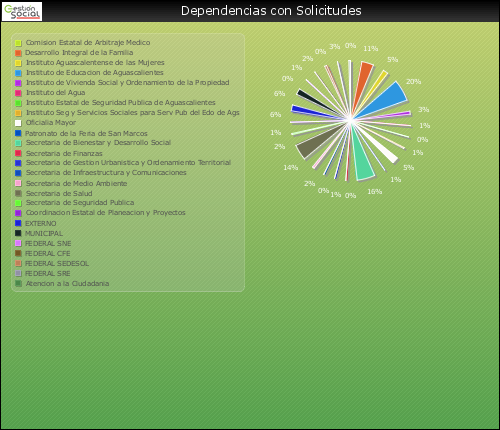 Gestion
social
Dependencias con Solicitudes
Comision Estatal de Arbitraje Medico
Desarrollo Integral de la Familia
Instituto Aguascalentense de las Mujeres
Instituto de Educacion de Aguascalientes
Instituto de Vivienda Social y Ordenamiento de la Propiedad
Instituto del Agua
Instituto Estatal de Seguridad Publica de Aguascalientes
Instituto Seg y Servicios Sociales para Serv Pub del Edo de Ags
Oficialia Mayor
Patronato de la Feria de San Marcos
Secretaria de Bienestar y Desarrollo Social
Secretaria de Finanzas
Secretaria de Gestion Urbanistica y Ordenamiento Territorial
Secretaria de Infraestructura y Comunicaciones
Secretaria de Medio Ambiente
Secretaria de Salud
Secretaria de Seguridad Publica
Coordinacion Estatal de Planeacion y Proyectos
EXTERNO
MUNICIPAL
FEDERAL SNE
FEDERAL CFE
FEDERAL SEDESOL
FEDERAL SRE
Atencion a la Ciudadania
0%
11%
5%
20%
3%
1%
0%
1%
5%
1%
16%
0%
1%
0%
2%
14%
2%
1%
6%
6%
0%
1%
2%
0%